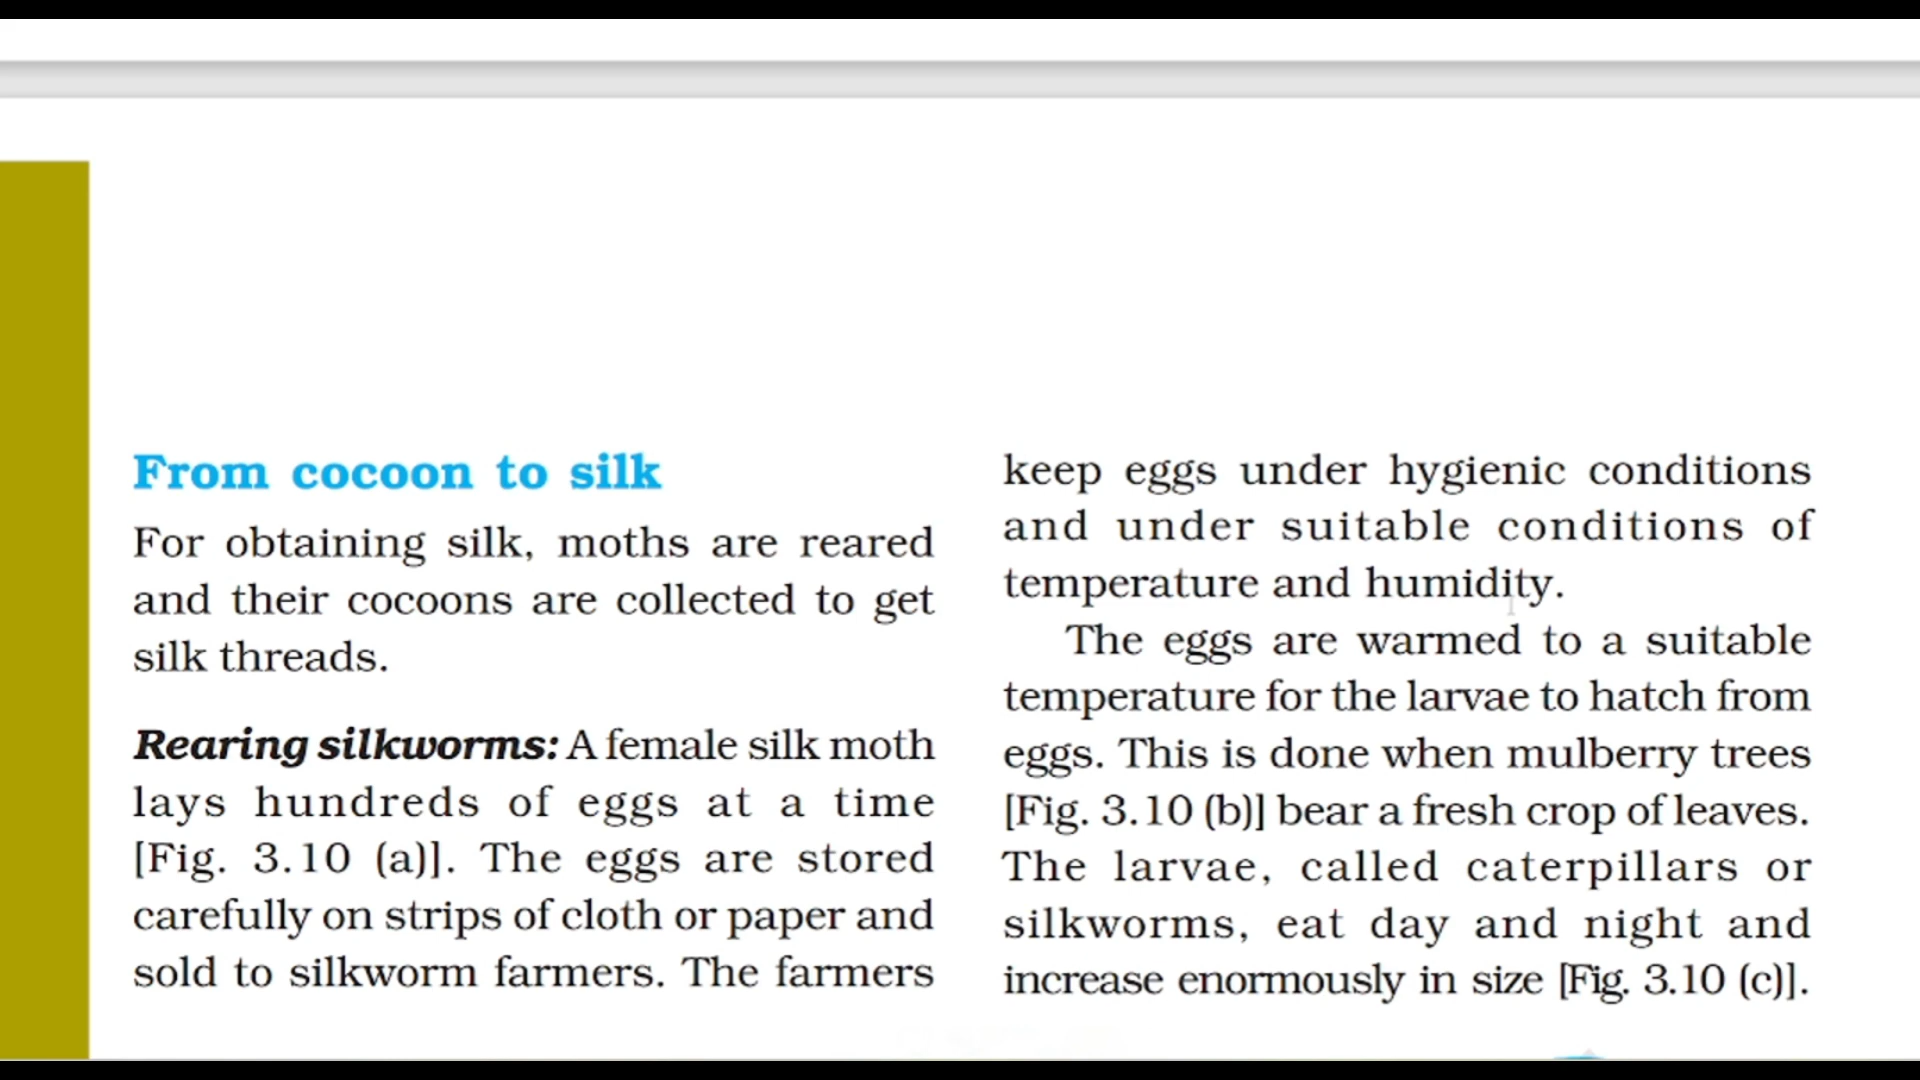 From cocoon to silk
For obtaining silk, moths are reared
and their cocoons are collected to get
silk threads.
Rearing silkworms: A female silk moth
lays hundreds of eggs at a time
[Fig. 3.10 (a)]. The eggs are stored
carefully on strips of cloth or paper and
sold to silkworm farmers. The farmers
keep eggs under hygienic conditions
and under suitable conditions of
temperature and humidity.
The eggs are warmed to a suitable
temperature for the larvae to hatch from
eggs. This is done when mulberry trees
[Fig. 3.10 (b)] bear a fresh crop of leaves.
The larvae, called caterpillars or
silkworms, eat day and night and
increase enormously in size [Fig. 3.10 (c)].